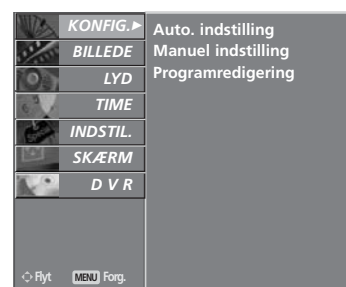 KONFIG.
BILLEDE
LYD
TIME
INDSTIL.
SKÆRM
D V R
Auto. indstilling
Manuel indstilling
Programredigering
Flyt MENU Forg.